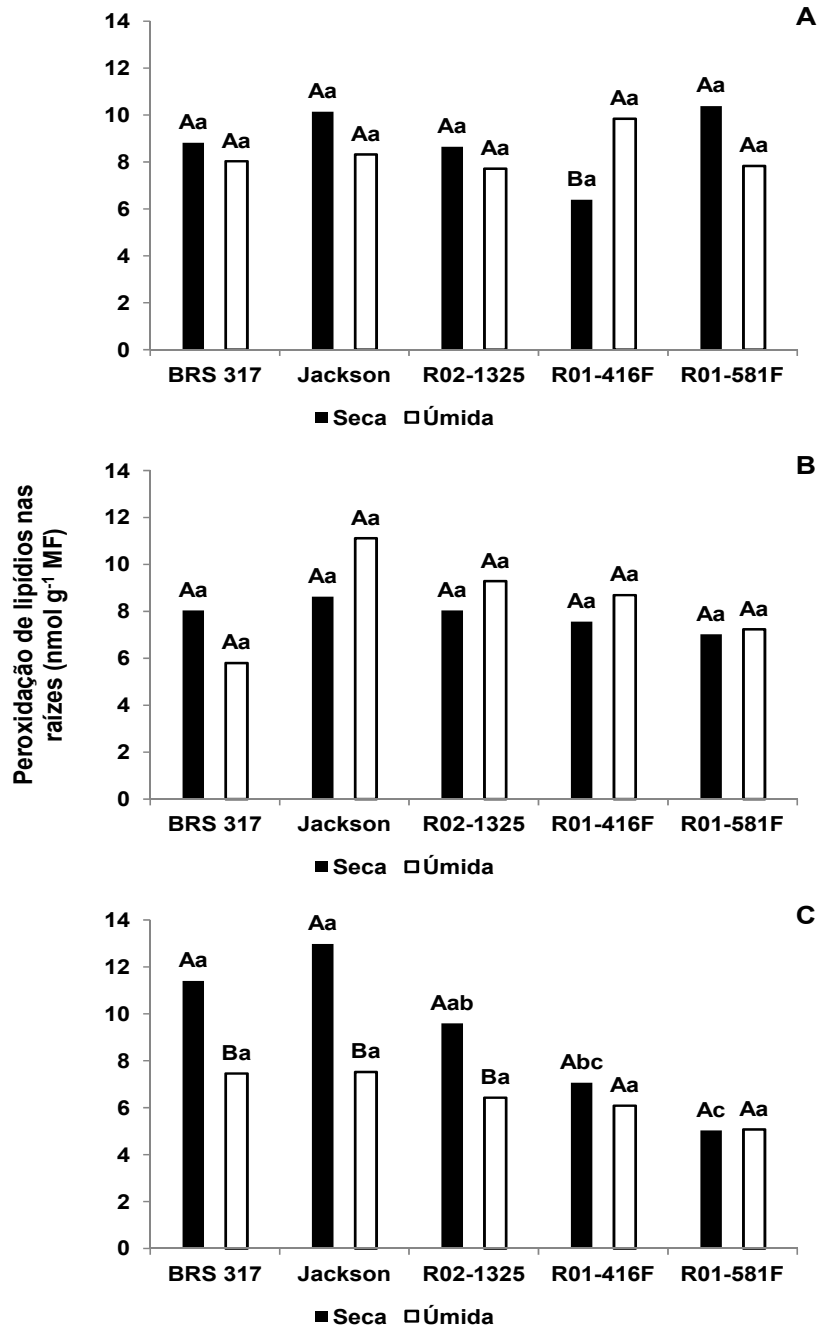 A
14
12
10
8
6
4
2
0
Aa Aa Aa Aa Aa Aa Ba Aa Aa Aa
BRS 317 Jackson R02-1325 R01-416F R01-581F
Seca Úmida
Peroxidação de lipídios nas
raízes (nmol g⁻¹ MF)
B
14
12
10
8
6
4
2
0
Aa Aa Aa Aa Aa Aa Aa Aa Aa Aa
BRS 317 Jackson R02-1325 R01-416F R01-581F
Seca Úmida
C
14
12
10
8
6
4
2
0
Aa Ba Aa Ba Aab Ba Abc Aa Ac Aa
BRS 317 Jackson R02-1325 R01-416F R01-581F
Seca Úmida